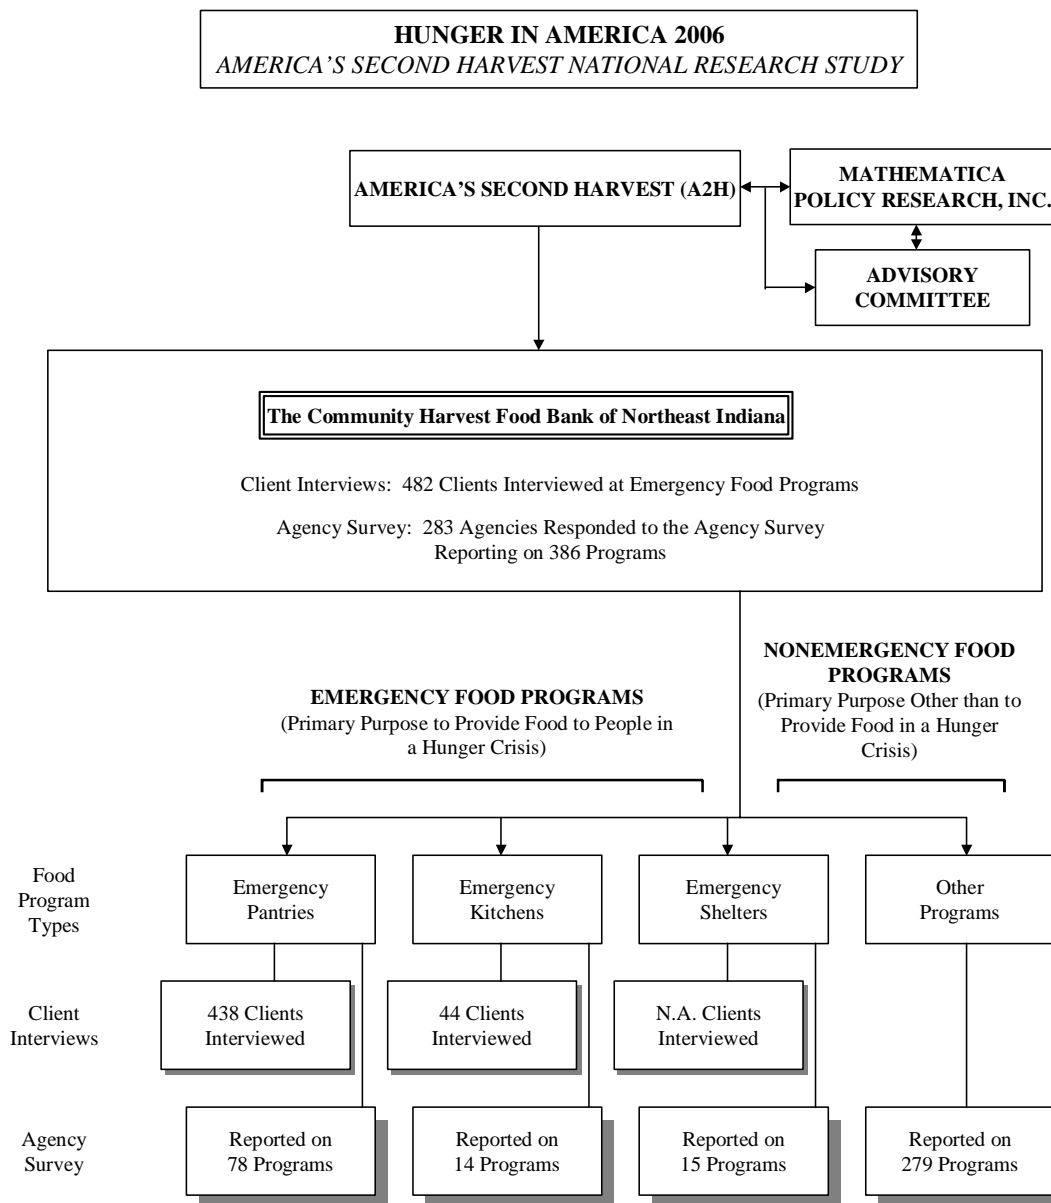 HUNGER IN AMERICA 2006
AMERICA'S SECOND HARVEST NATIONAL RESEARCH STUDY
AMERICA'S SECOND HARVEST (A2H)
MATHEMATICA
POLICY RESEARCH, INC.
ADVISORY
COMMITTEE
The Community Harvest Food Bank of Northeast Indiana
Client Interviews: 482 Clients Interviewed at Emergency Food Programs
Agency Survey: 283 Agencies Responded to the Agency Survey
Reporting on 386 Programs
EMERGENCY FOOD PROGRAMS
(Primary Purpose to Provide Food to People in
a Hunger Crisis)
NONEMERGENCY FOOD
PROGRAMS
(Primary Purpose Other than to
Provide Food in a Hunger
Crisis)
Food
Program
Types
Emergency
Pantries
Emergency
Kitchens
Emergency
Shelters
Other
Programs
Client
Interviews
438 Clients
Interviewed
44 Clients
Interviewed
N.A. Clients
Interviewed
Agency
Survey
Reported on
78 Programs
Reported on
14 Programs
Reported on
15 Programs
Reported on
279 Programs